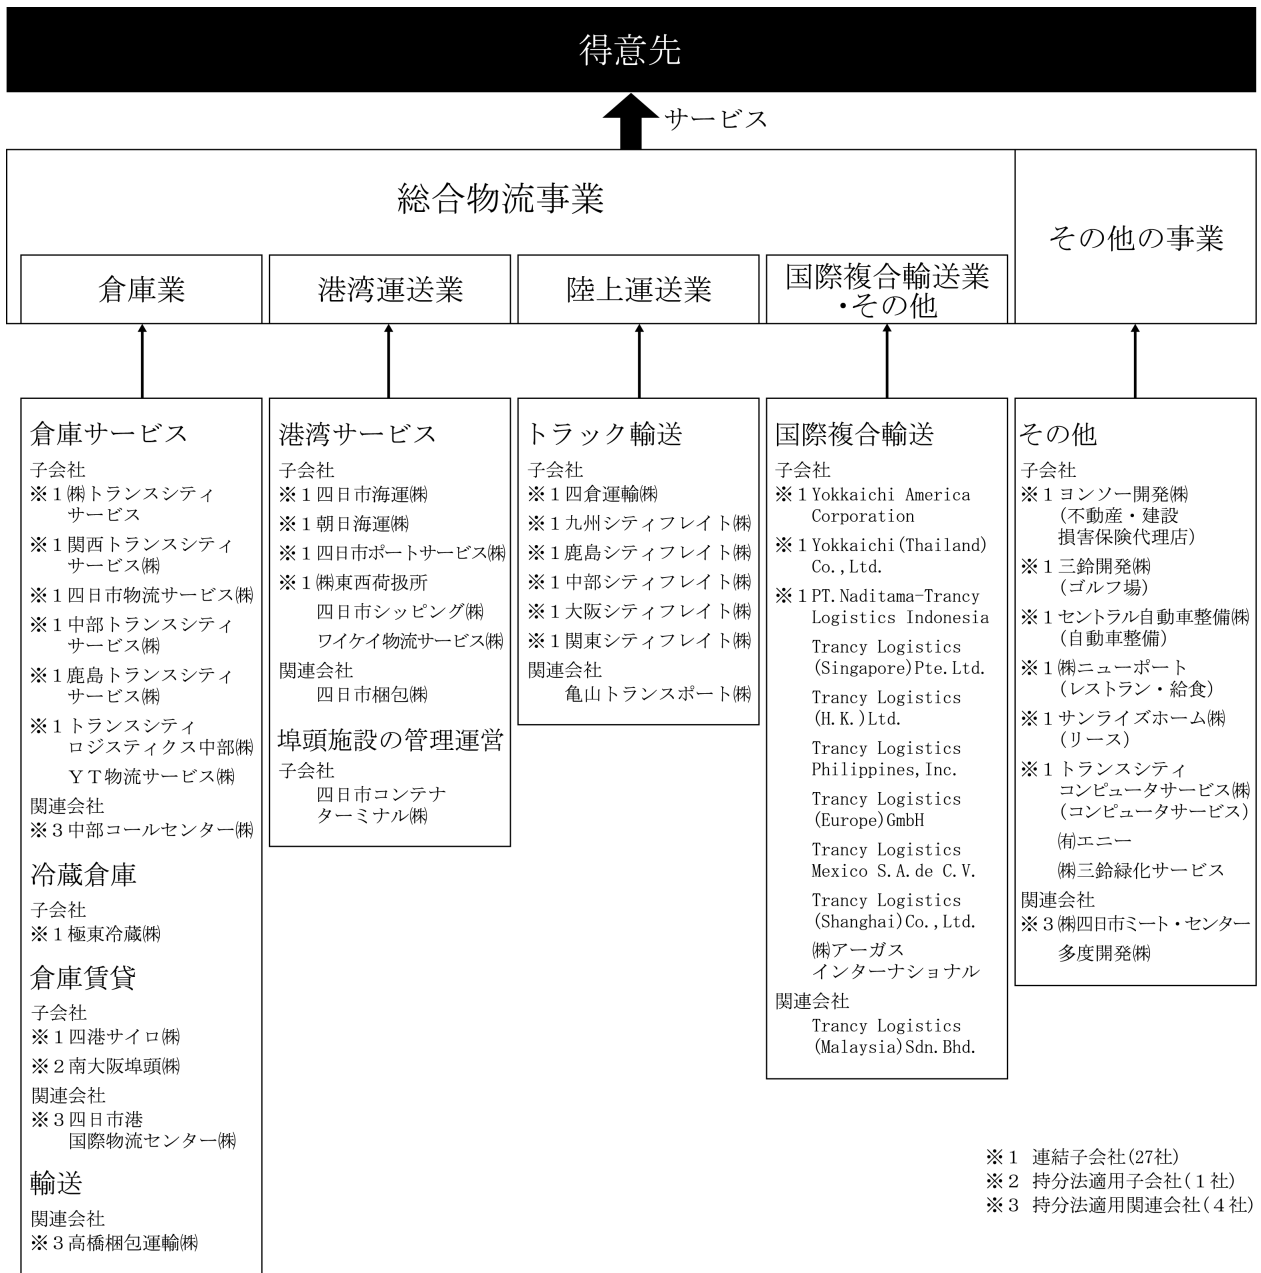 得意先
サービス
総合物流事業
その他の事業
倉庫業
港湾運送業
陸上運送業
国際複合輸送業
・その他
倉庫サービス
子会社
※1㈱トランスシティ
サービス
※1関西トランスシティ
サービス㈱
※1四日市物流サービス㈱
※1中部トランスシティ
サービス㈱
※1鹿島トランスシティ
サービス㈱
※1トランスシティ
ロジスティクス中部㈱
ＹＴ物流サービス㈱
関連会社
※3中部コールセンター㈱
冷蔵倉庫
子会社
※1極東冷蔵㈱
倉庫賃貸
子会社
※1四港サイロ㈱
※2南大阪埠頭㈱
関連会社
※3四日市港
国際物流センター㈱
輸送
関連会社
※3高橋梱包運輸㈱
港湾サービス
子会社
※1四日市海運㈱
※1朝日海運㈱
※1四日市ポートサービス㈱
※1㈱東西荷扱所
四日市シッピング㈱
ワイケイ物流サービス㈱
関連会社
四日市梱包㈱
埠頭施設の管理運営
子会社
四日市コンテナ
ターミナル㈱
トラック輸送
子会社
※1四倉運輸㈱
※1九州シティフレイト㈱
※1鹿島シティフレイト㈱
※1中部シティフレイト㈱
※1大阪シティフレイト㈱
※1関東シティフレイト㈱
関連会社
亀山トランスポート㈱
国際複合輸送
子会社
※1Yokkaichi America
Corporation
※1Yokkaichi(Thailand)
Co.,Ltd.
※1PT.Naditama-Trancy
Logistics Indonesia
Trancy Logistics
(Singapore)Pte.Ltd.
Trancy Logistics
(H.K.)Ltd.
Trancy Logistics
Philippines,Inc.
Trancy Logistics
(Europe)GmbH
Trancy Logistics
Mexico S.A.de C.V.
Trancy Logistics
(Shanghai)Co.,Ltd.
㈱アーガス
インターナショナル
関連会社
Trancy Logistics
(Malaysia)Sdn.Bhd.
その他
子会社
※1ヨンソー開発㈱
(不動産・建設
損害保険代理店)
※1三鈴開発㈱
(ゴルフ場)
※1セントラル自動車整備㈱
(自動車整備)
※1㈱ニューポート
(レストラン・給食)
※1サンライズホーム㈱
(リース)
※1トランスシティ
コンピュータサービス㈱
(コンピュータサービス)
㈲エニー
㈱三鈴緑化サービス
関連会社
※3㈱四日市ミート・センター
多度開発㈱
※1 連結子会社(27社)
※2 持分法適用子会社(1社)
※3 持分法適用関連会社(4社)